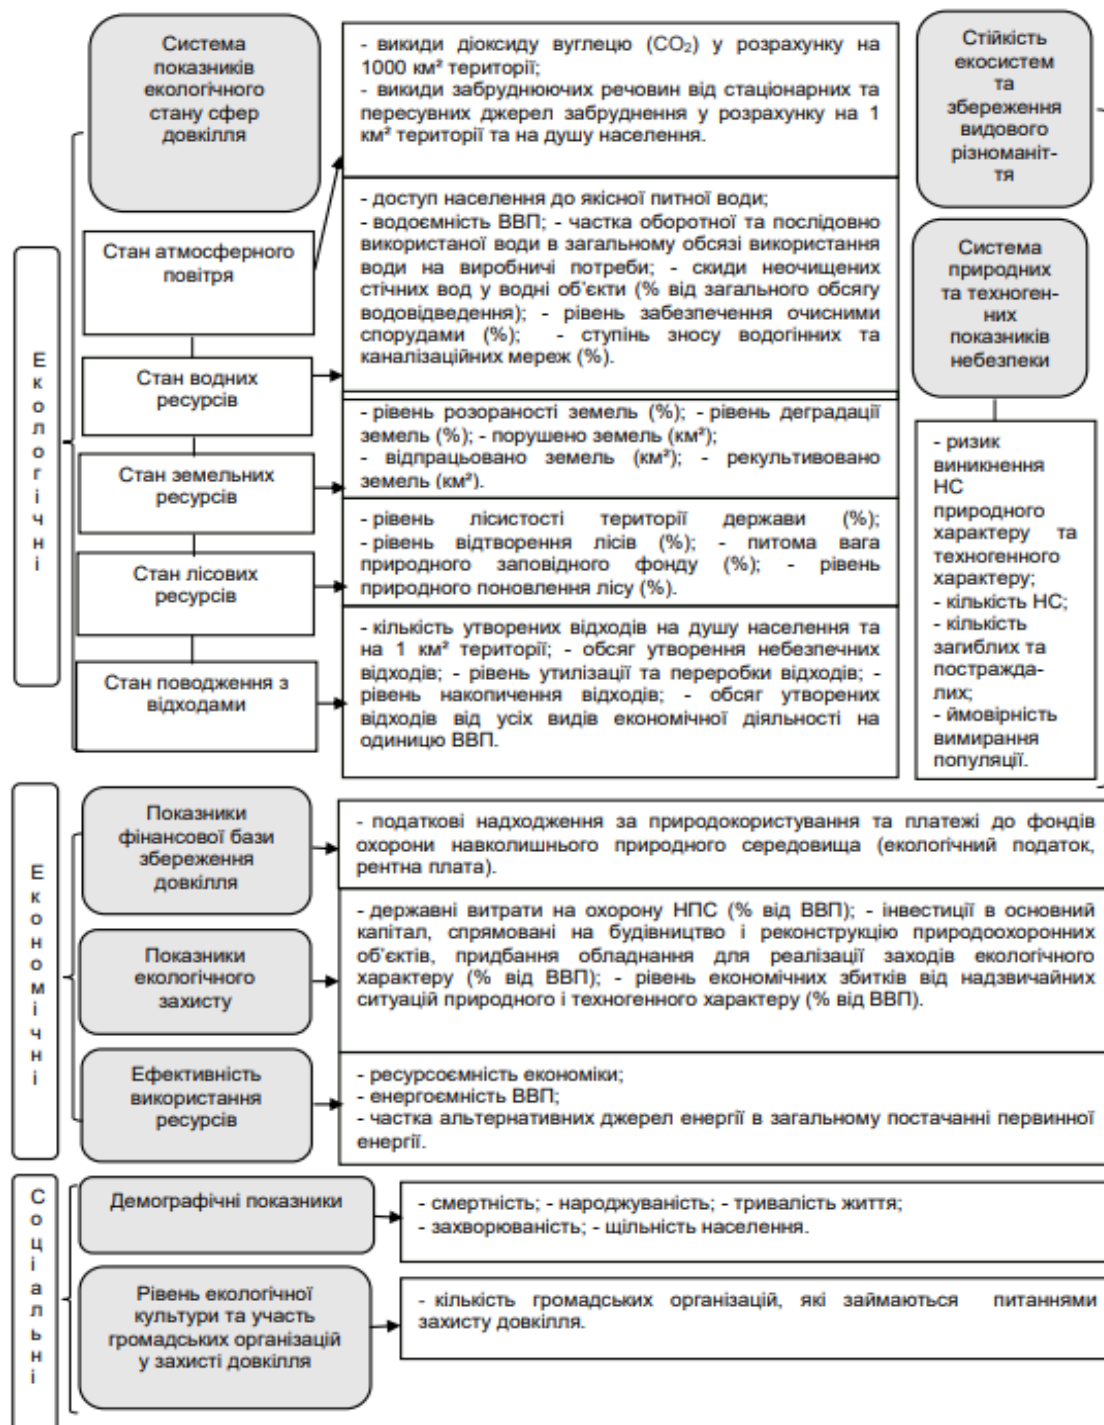 Система
показників
екологічного
стану сфер
довкілля
- викиди діоксиду вуглецю (CO₂) у розрахунку на
1000 км² території;
- викиди забруднюючих речовин від стаціонарних та
пересувних джерел забруднення у розрахунку на 1
км² території та на душу населення.
Стійкість
екосистем
та
збереження
видового
різноманіт-
тя
Екологічні
Стан атмосферного
повітря
- доступ населення до якісної питної води;
- водоємність ВВП; - частка оборотної та послідовно
використаної води в загальному обсязі використання
води на виробничі потреби; - скиди неочищених
стічних вод у водні об’єкти (% від загального обсягу
водовідведення); - рівень забезпечення очисними
спорудами (%); - ступінь зносу водогінних та
каналізаційних мереж (%).
Система
природних
та техноген-
них
показників
небезпеки
Стан водних
ресурсів
- рівень розораності земель (%); - рівень деградації
земель (%); - порушено земель (км²);
- відпрацьовано земель (км²); - рекультивовано
земель (км²).
Стан земельних
ресурсів
- рівень лісистості території держави (%);
- рівень відтворення лісів (%); - питома вага
природного заповідного фонду (%); - рівень
природного поновлення лісу (%).
Стан лісових
ресурсів
- кількість утворених відходів на душу населення та
на 1 км² території; - обсяг утворення небезпечних
відходів; - рівень утилізації та переробки відходів; -
рівень накопичення відходів; - обсяг утворених
відходів від усіх видів економічної діяльності на
одиницю ВВП.
Стан поводження з
відходами
- ризик
виникнення
НС
природного
характеру та
техногенного
характеру;
- кількість НС;
- кількість
загиблих та
постражда-
лих;
- ймовірність
вимирання
популяції.
Економічні
Показники
фінансової бази
збереження
довкілля
- податкові надходження за природокористування та платежі до фондів
охорони навколишнього природного середовища (екологічний податок,
рентна плата).
Показники
екологічного
захисту
- державні витрати на охорону НПС (% від ВВП); - інвестиції в основний
капітал, спрямовані на будівництво і реконструкцію природоохоронних
об’єктів, придбання обладнання для реалізації заходів екологічного
характеру (% від ВВП); - рівень економічних збитків від надзвичайних
ситуацій природного і техногенного характеру (% від ВВП).
Ефективність
використання
ресурсів
- ресурсоємність економіки;
- енергоємність ВВП;
- частка альтернативних джерел енергії в загальному постачанні первинної
енергії.
Соціальні
Демографічні показники
- смертність; - народжуваність; - тривалість життя;
- захворюваність; - щільність населення.
Рівень екологічної
культури та участь
громадських організацій
у захисті довкілля
- кількість громадських організацій, які займаються питаннями
захисту довкілля.